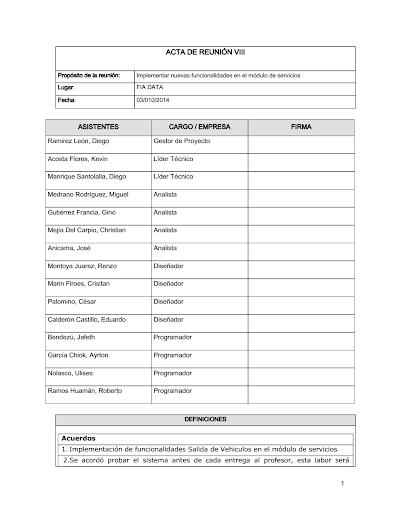 ACTA DE REUNIÓN VIII
Propósito de la reunión: Implementar nuevas funcionalidades en el módulo de servicios
Lugar: FIA DATA
Fecha: 03/010/2014
ASISTENTES CARGO / EMPRESA FIRMA
Ramírez León, Diego Gestor de Proyecto
Acosta Flores, Kevin Líder Técnico
Manrique Santolalla, Diego Líder Técnico
Medrano Rodríguez, Miguel Analista
Gutiérrez Francia, Gino Analista
Mejía Del Carpio, Christian Analista
Anicama, José Analista
Montoya Juarez, Renzo Diseñador
Marin Flroes, Crisitan Diseñador
Palomino, César Diseñador
Calderón Castillo, Eduardo Diseñador
Bendezú, Jafeth Programador
García Chiok, Ayrton Programador
Nolasco, Ulises Programador
Ramos Huamán, Roberto Programador
DEFINICIONES
Acuerdos
1. Implementación de funcionalidades Salida de Vehiculos en el módulo de servicios
2.Se acordó probar el sistema antes de cada entrega al profesor, esta labor será
1